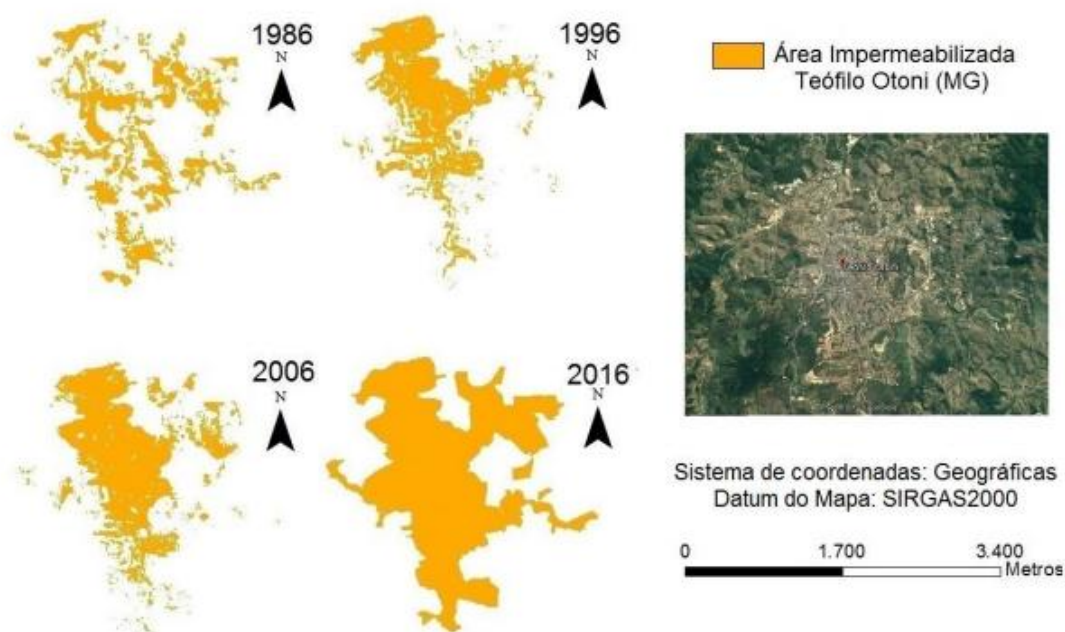 1986
N
1996
N
2006
N
2016
N
Área Impermeabilizada
Teófilo Otoni (MG)
Sistema de coordenadas: Geográficas
Datum do Mapa: SIRGAS2000
0 1.700 3.400
Metros